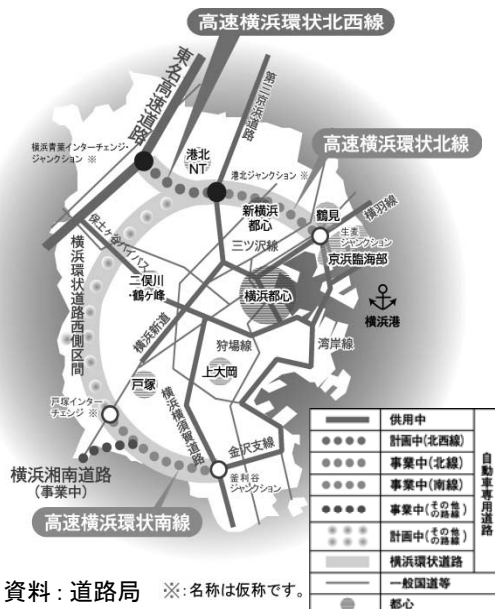 高速横浜環状北西線
東名高速道路
第三京浜道路
横浜青葉インターチェンジ・
ジャンクション ※
港北
NT
港北ジャンクション ※
高速横浜環状北線
新横浜
都心
鶴見
横羽線
生麦
ジャンクション
京浜臨海部
三ツ沢線
保土ヶ谷バイパス
横浜環状道路西側区間
二俣川
・鶴ヶ峰
横浜都心
横浜港
横浜新道
狩場線
湾岸線
戸塚
上大岡
横浜横須賀道路
戸塚インター
チェンジ ※
金沢支線
横浜湘南道路
(事業中)
釜利谷
ジャンクション
高速横浜環状南線
供用中
計画中(北西線)
事業中(北線)
事業中(南線)
事業中(その他の路線)
計画中(その他の路線)
横浜環状道路
自動車専用道路
一般国道等
都心
資料:道路局 ※:名称は仮称です。